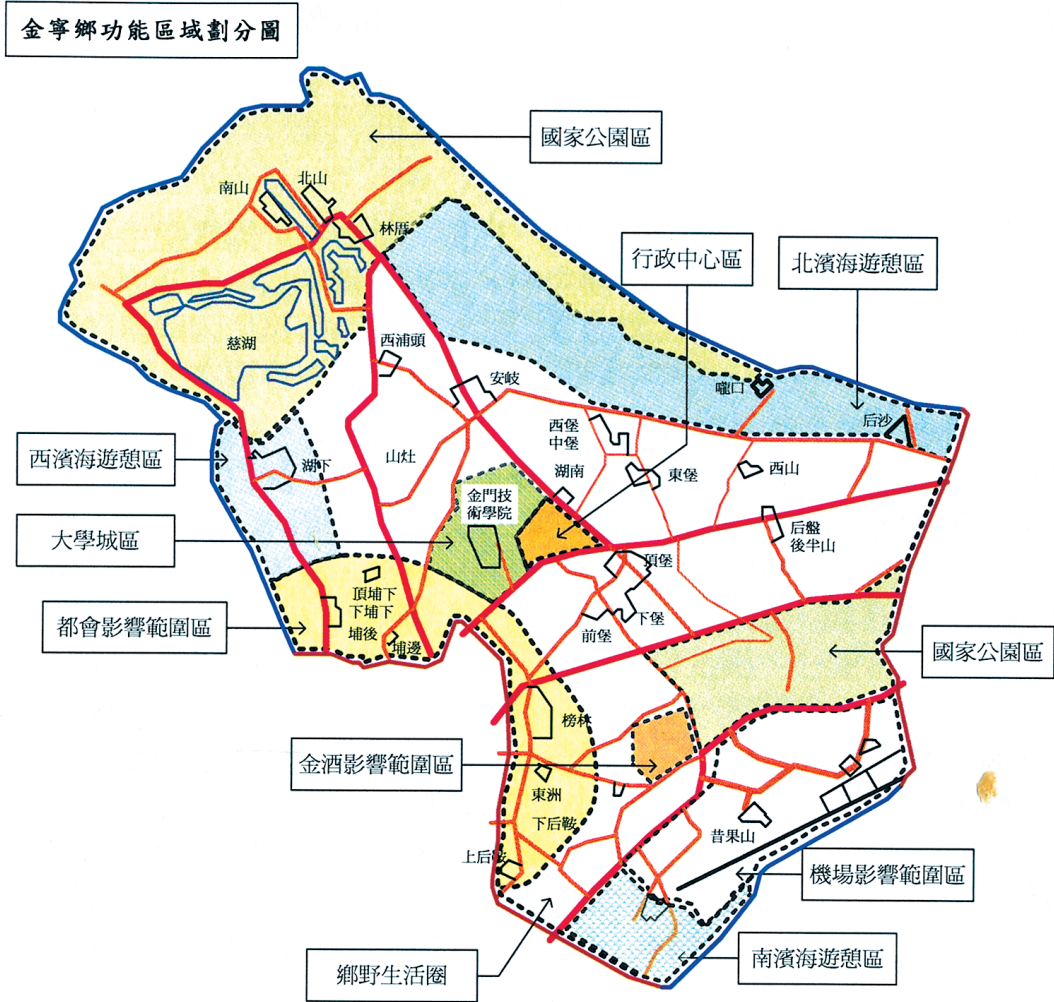 金寧鄉功能區域劃分圖
國家公園區
北山
南山
林厝
行政中心區
北濱海遊憩區
慈湖
西浦頭
安岐
嚨口
后沙
西堡
中堡
西濱海遊憩區
湖下
山灶
湖南
東堡
西山
金門技
術學院
大學城區
后盤
後半山
頂堡
頂埔下
下埔下
都會影響範圍區
埔後
埔邊
前堡
下堡
國家公園區
榜林
金酒影響範圍區
東洲
下后鞍
昔果山
上后鞍
機場影響範圍區
鄉野生活圈
南濱海遊憩區